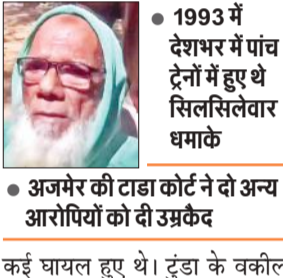 ● 1993 में
देशभर में पांच
ट्रेनों में हुए थे
सिलसिलेवार
धमाके
● अजमेर की टाडा कोर्ट ने दो अन्य
आरोपियों को दी उम्रकैद
कई घायल हुए थे। टुंडा के वकील